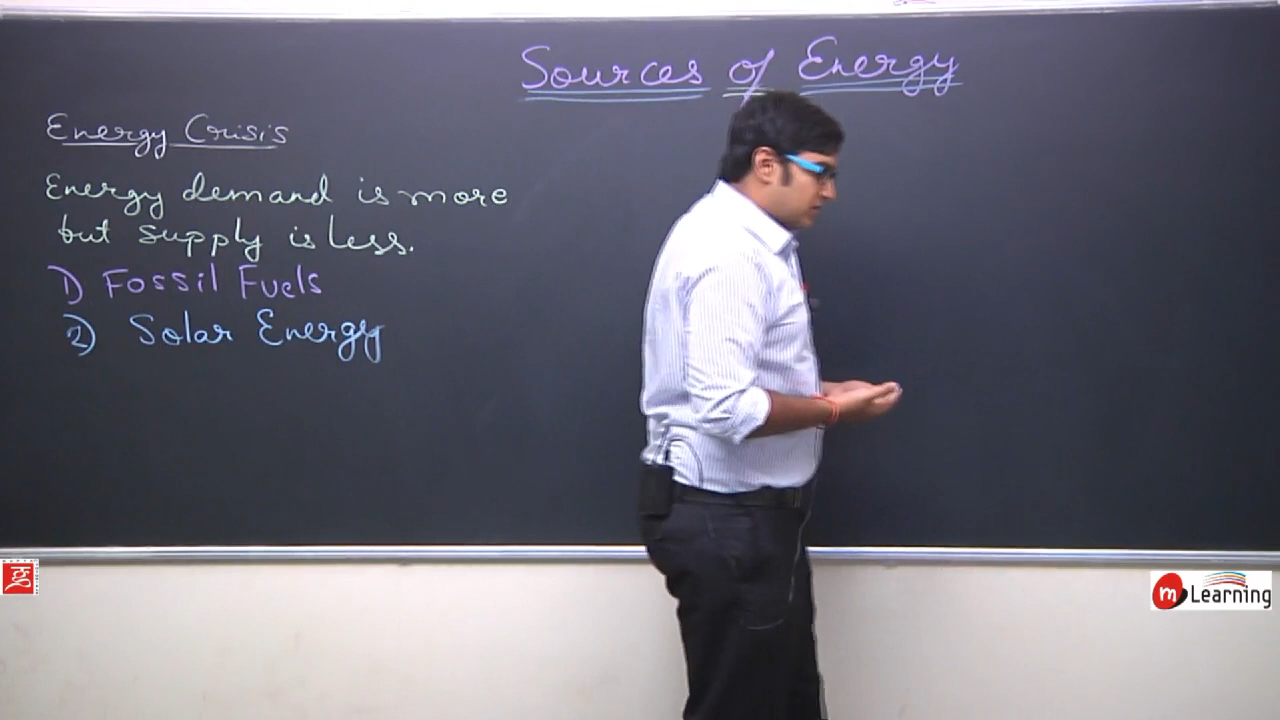 Sources of Energy
Energy Crisis
Energy demand is more
but supply is less.
1) Fossil Fuels
2) Solar Energy
m Learning